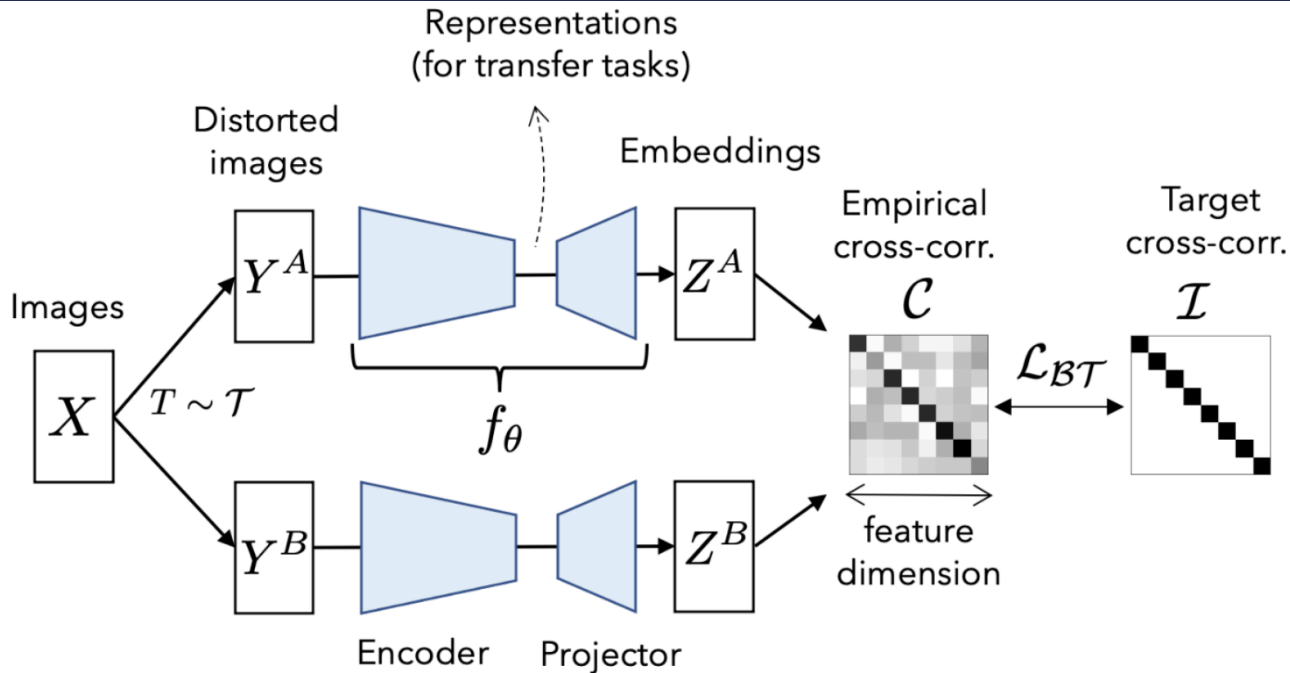 Representations
(for transfer tasks)
Distorted
images
Embeddings
Empirical
cross-corr.
Target
cross-corr.
Images
Y^A
Z^A
𝒞
ℐ
X
T ∼ 𝒯
ℒ_ℬ𝒯
f_θ
Y^B
Z^B
feature
dimension
Encoder
Projector